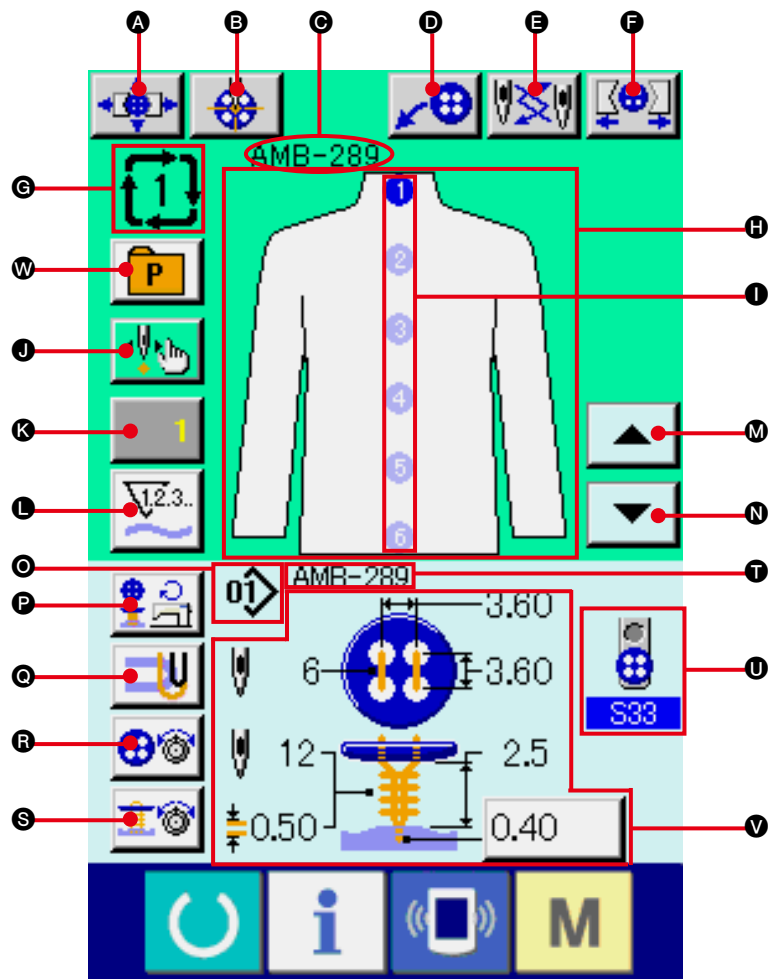 A B C D E F
AMB-289
G 1 1 H
W P 2 I
J 3
K 1 4 M
L 1.2.3.. 5 N
6
O 01 AMB-289 T
P 3.60
Q 6 3.60 U
S33
R 12 2.5
S 0.50 0.40 V
i M